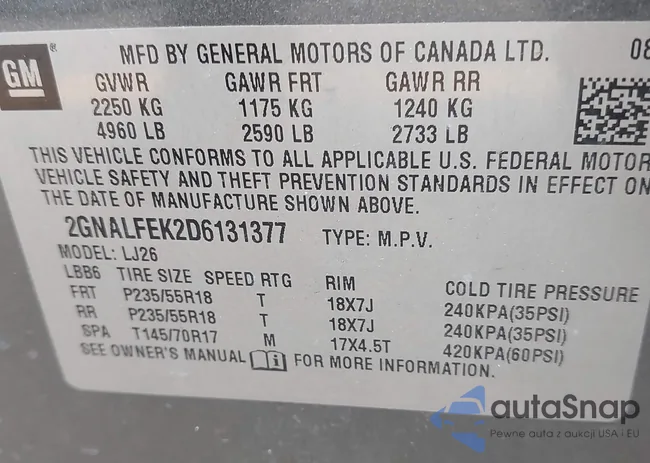 GM®
MFD BY GENERAL MOTORS OF CANADA LTD. 08
GVWR GAWR FRT GAWR RR
2250 KG 1175 KG 1240 KG
4960 LB 2590 LB 2733 LB
THIS VEHICLE CONFORMS TO ALL APPLICABLE U.S. FEDERAL MOTOR
VEHICLE SAFETY AND THEFT PREVENTION STANDARDS IN EFFECT ON
THE DATE OF MANUFACTURE SHOWN ABOVE.
2GNALFEK2D6131377 TYPE: M.P.V.
MODEL: LJ26
LBB6 TIRE SIZE SPEED RTG RIM COLD TIRE PRESSURE
FRT P235/55R18 T 18X7J 240KPA(35PSI)
RR P235/55R18 T 18X7J 240KPA(35PSI)
SPA T145/70R17 M 17X4.5T 420KPA(60PSI)
SEE OWNER'S MANUAL FOR MORE INFORMATION.
autaSnap
Pewne auta z aukcji USA i EU